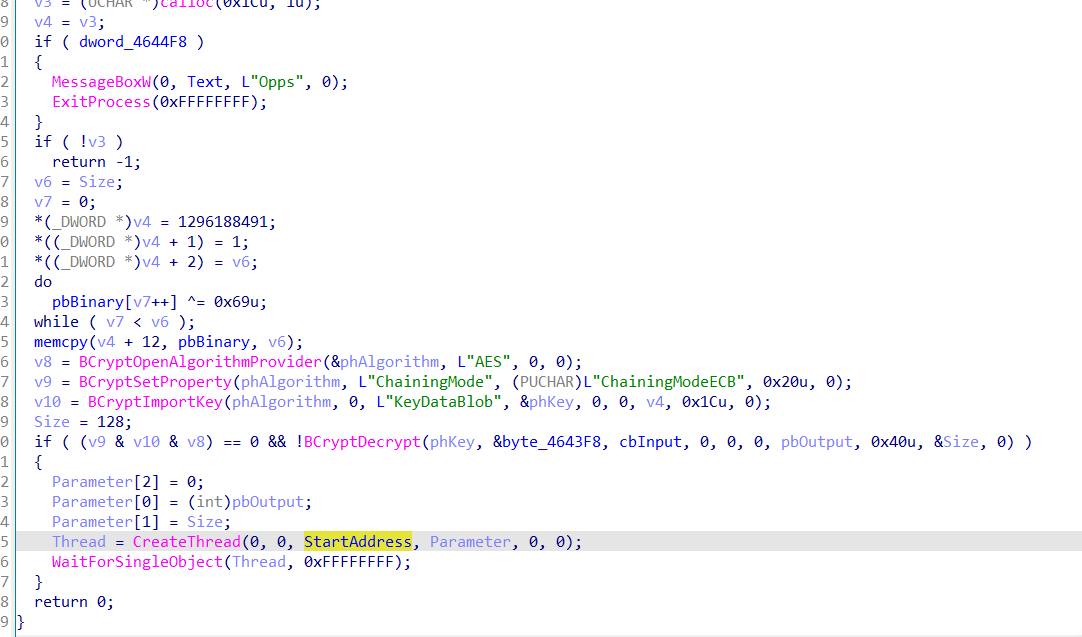 8 v3 = (UCHAR *)calloc(0x1Cu, 1u);
9 v4 = v3;
0 if ( dword_4644F8 )
1 {
2 MessageBoxW(0, Text, L"Opps", 0);
3 ExitProcess(0xFFFFFFFF);
4 }
5 if ( !v3 )
6 return -1;
7 v6 = Size;
8 v7 = 0;
9 *(_DWORD *)v4 = 1296188491;
0 *((_DWORD *)v4 + 1) = 1;
1 *((_DWORD *)v4 + 2) = v6;
2 do
3 pbBinary[v7++] ^= 0x69u;
4 while ( v7 < v6 );
5 memcpy(v4 + 12, pbBinary, v6);
6 v8 = BCryptOpenAlgorithmProvider(&phAlgorithm, L"AES", 0, 0);
7 v9 = BCryptSetProperty(phAlgorithm, L"ChainingMode", (PUCHAR)L"ChainingModeECB", 0x20u, 0);
8 v10 = BCryptImportKey(phAlgorithm, 0, L"KeyDataBlob", &phKey, 0, 0, v4, 0x1Cu, 0);
9 Size = 128;
0 if ( (v9 & v10 & v8) == 0 && !BCryptDecrypt(phKey, &byte_4643F8, cbInput, 0, 0, 0, pbOutput, 0x40u, &Size, 0) )
1 {
2 Parameter[2] = 0;
3 Parameter[0] = (int)pbOutput;
4 Parameter[1] = Size;
5 Thread = CreateThread(0, 0, StartAddress, Parameter, 0, 0);
6 WaitForSingleObject(Thread, 0xFFFFFFFF);
7 }
8 return 0;
9 }